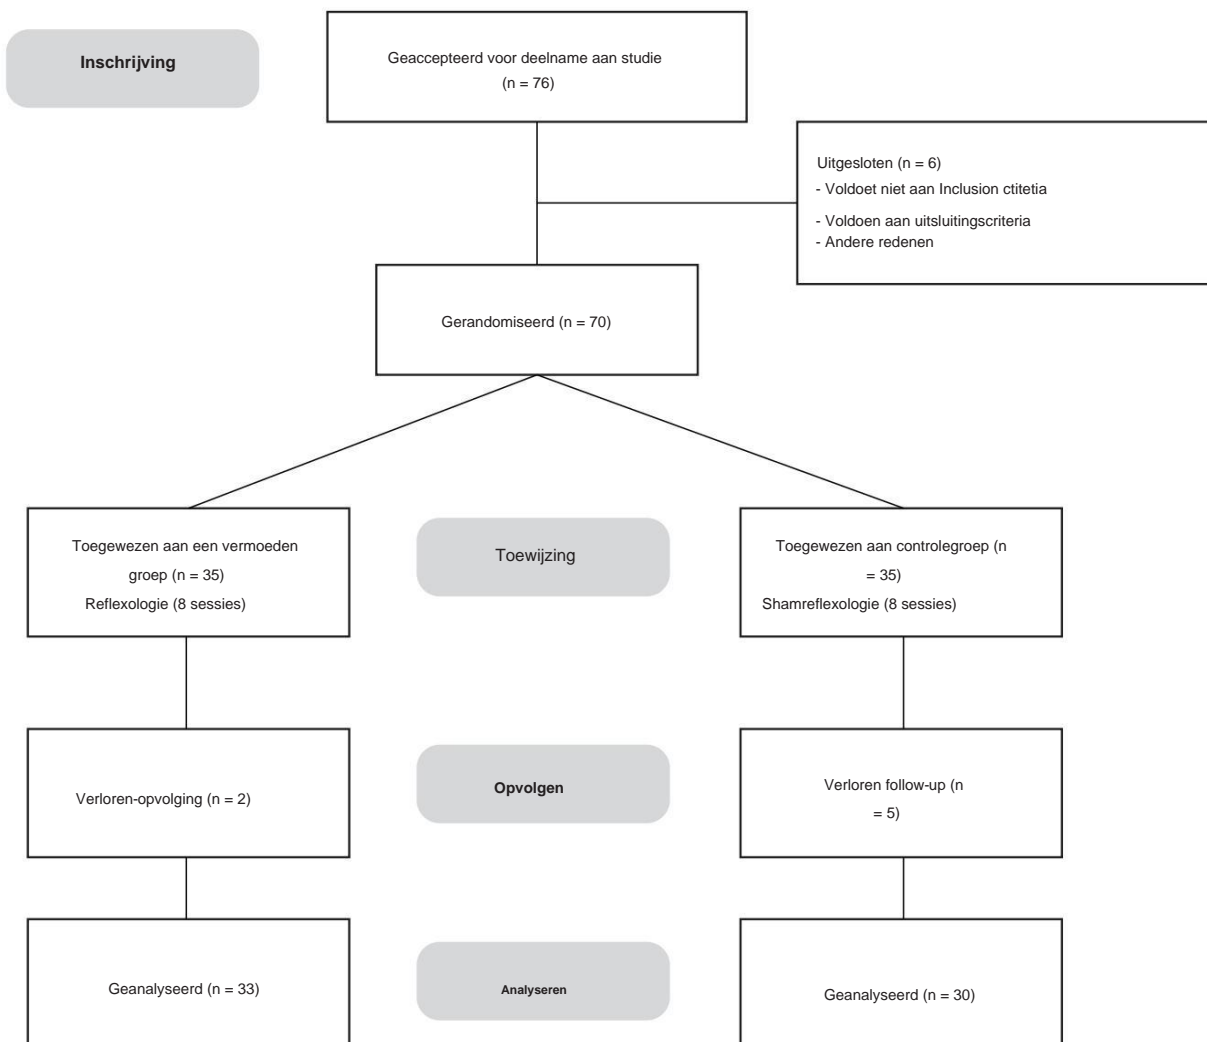 Inschrijving
Geaccepteerd voor deelname aan studie
(n = 76)
Uitgesloten (n = 6)
- Voldoet niet aan Inclusion ctitetia
- Voldoen aan uitsluitingscriteria
- Andere redenen
Gerandomiseerd (n = 70)
Toegewezen aan een vermoeden
groep (n = 35)
Reflexologie (8 sessies)
Toewijzing
Toegewezen aan controlegroep (n
= 35)
Shamreflexologie (8 sessies)
Verloren-opvolging (n = 2)
Opvolgen
Verloren follow-up (n
= 5)
Geanalyseerd (n = 33)
Analyseren
Geanalyseerd (n = 30)